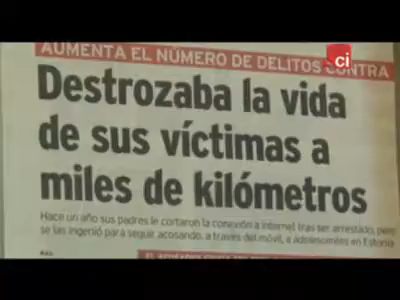 AUMENTA EL NÚMERO DE DELITOS CONTRA
ci
Destrozaba la vida
de sus víctimas a
miles de kilómetros
Hace un año sus padres le cortaron la conexión a internet tras ser arrestado, pero
se las ingenió para seguir acosando, a través del móvil, a adolescentes en Estonia